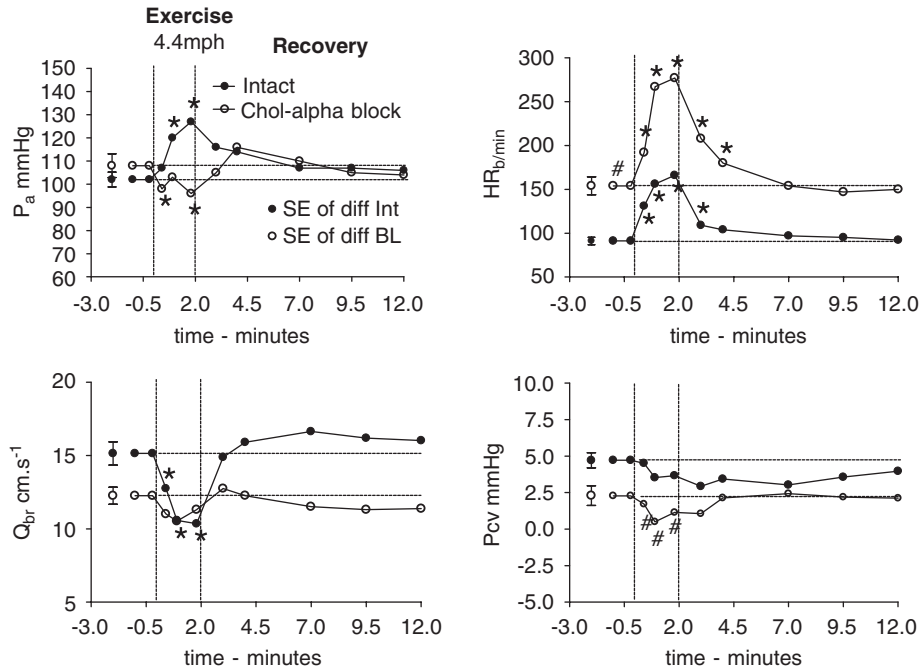 Exercise
4.4mph
Recovery
Intact
Chol-alpha block
SE of diff Int
SE of diff BL
Pa mmHg
150
140
130
120
110
100
90
80
70
60
* * * *
-3.0 -0.5 2.0 4.5 7.0 9.5 12.0
time - minutes
HRb/min
300
250
200
150
100
50
#
* * * * * * * * *
-3.0 -0.5 2.0 4.5 7.0 9.5 12.0
time - minutes
Qbr cm.s-1
20
15
10
5
* * *
-3.0 -0.5 2.0 4.5 7.0 9.5 12.0
time - minutes
Pcv mmHg
10.0
7.5
5.0
2.5
0.0
-2.5
-5.0
# # #
-3.0 -0.5 2.0 4.5 7.0 9.5 12.0
time - minutes